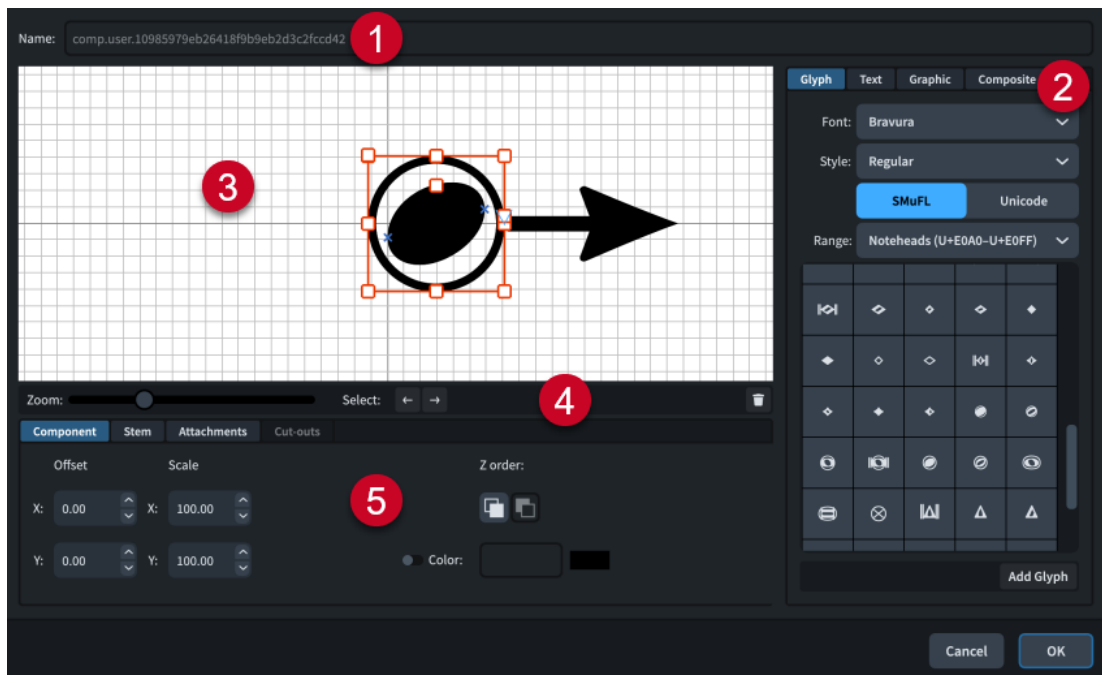 Name: comp.user.10985979eb26418f9b9eb2d3c2fccd42 1
Glyph Text Graphic Composite 2
Font: Bravura
Style: Regular
SMuFL Unicode
Range: Noteheads (U+E0A0–U+E0FF)
3
Zoom: Select: ← → 4
Component Stem Attachments Cut-outs
Offset Scale Z order:
X: 0.00 X: 100.00 5
Y: 0.00 Y: 100.00 Color:
Add Glyph
Cancel OK